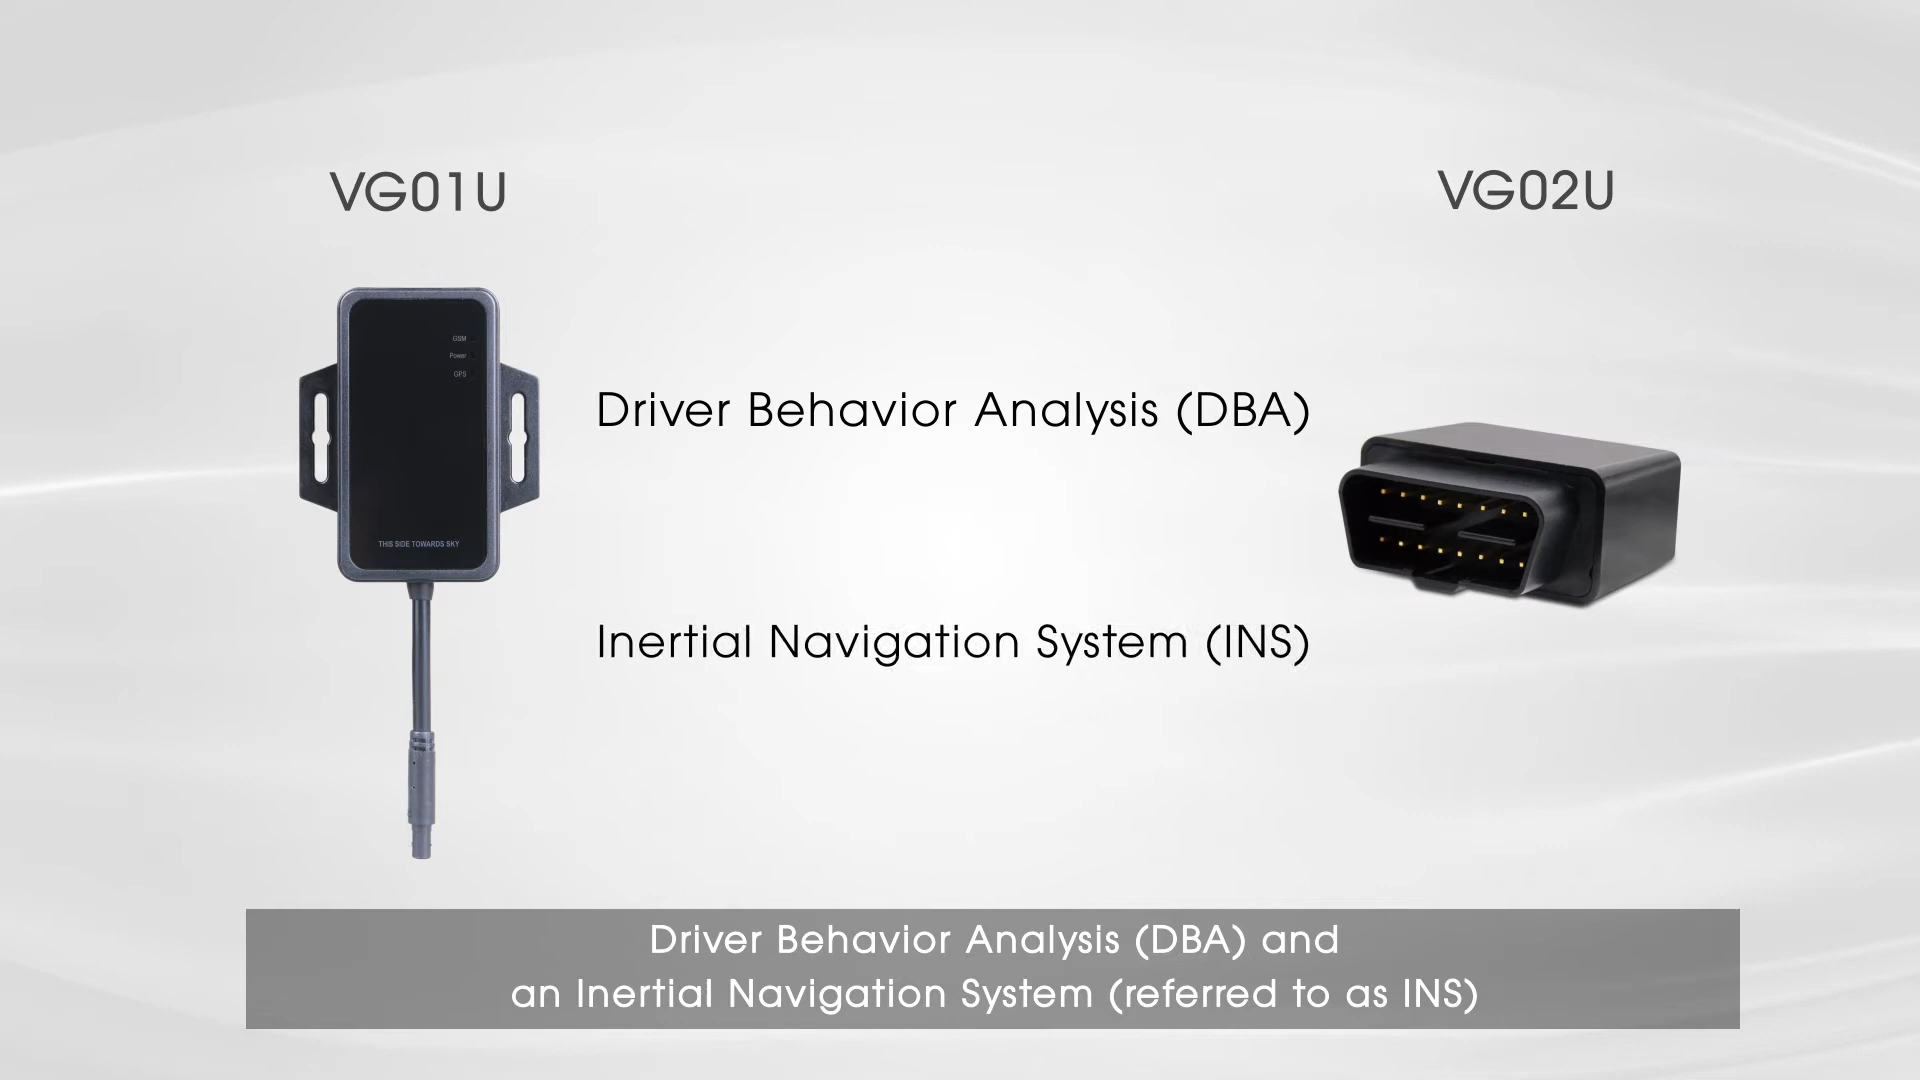 VG01U
VG02U
GSM
Power
GPS
THIS SIDE TOWARDS SKY
Driver Behavior Analysis (DBA)
Inertial Navigation System (INS)
Driver Behavior Analysis (DBA) and
an Inertial Navigation System (referred to as INS)